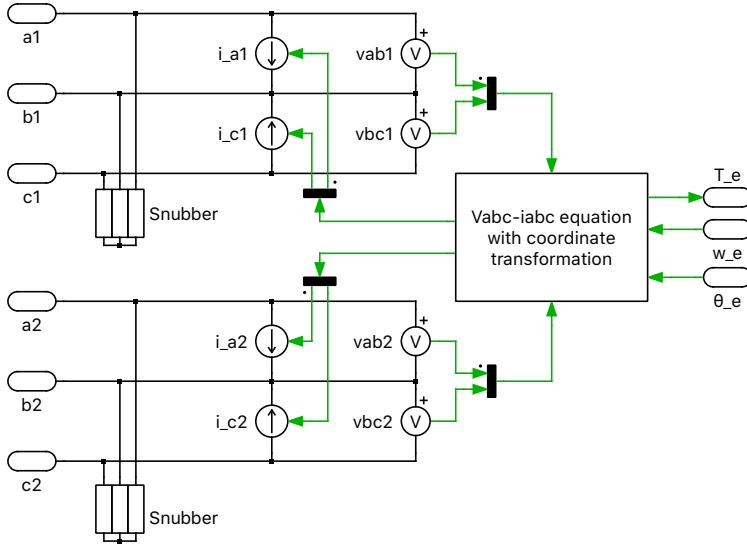 a1
i_a1
+
V
vab1
b1
i_c1
+
V
vbc1
c1
Snubber
Vabc-iabc equation
with coordinate
transformation
T_e
w_e
θ_e
a2
i_a2
+
V
vab2
b2
i_c2
+
V
vbc2
c2
Snubber